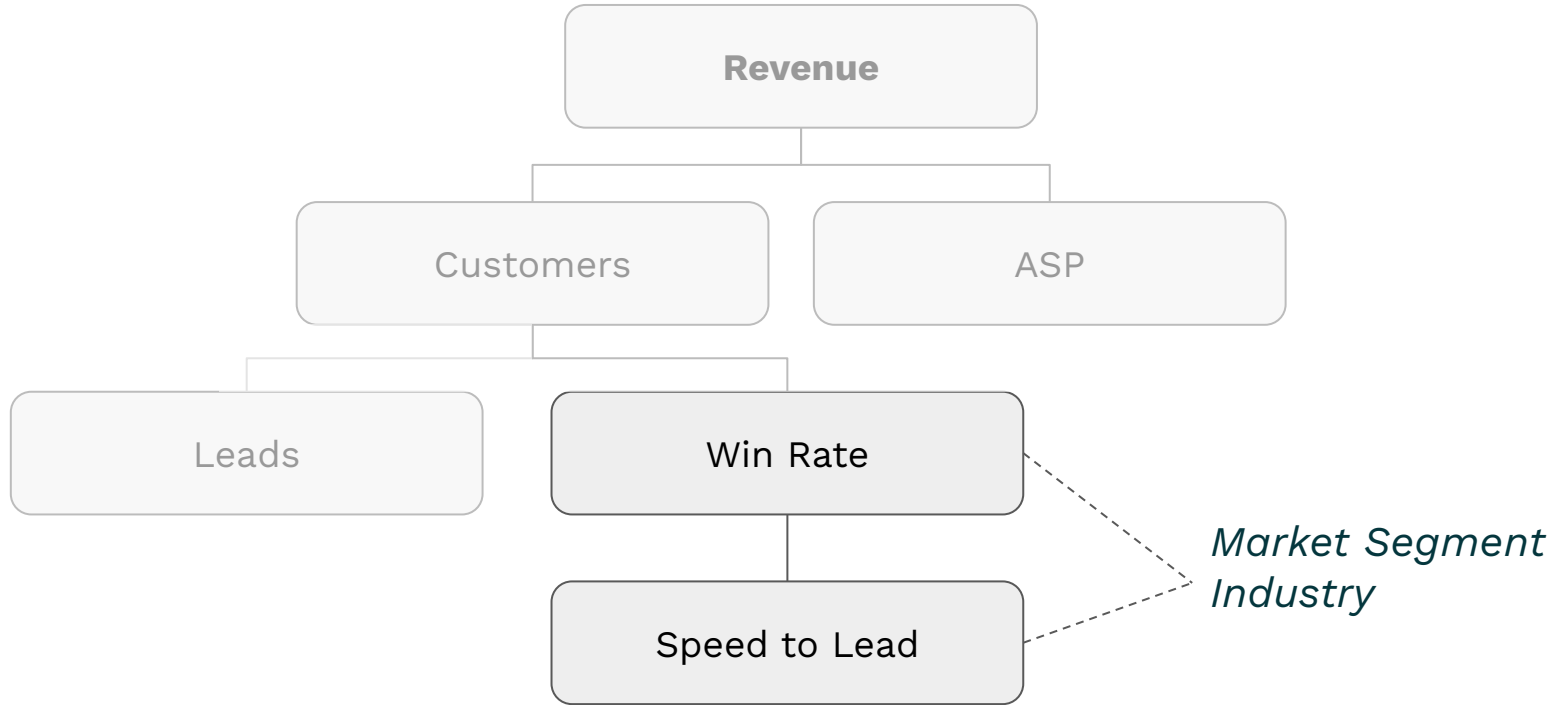 Revenue
Customers
ASP
Leads
Win Rate
Market Segment
Industry
Speed to Lead